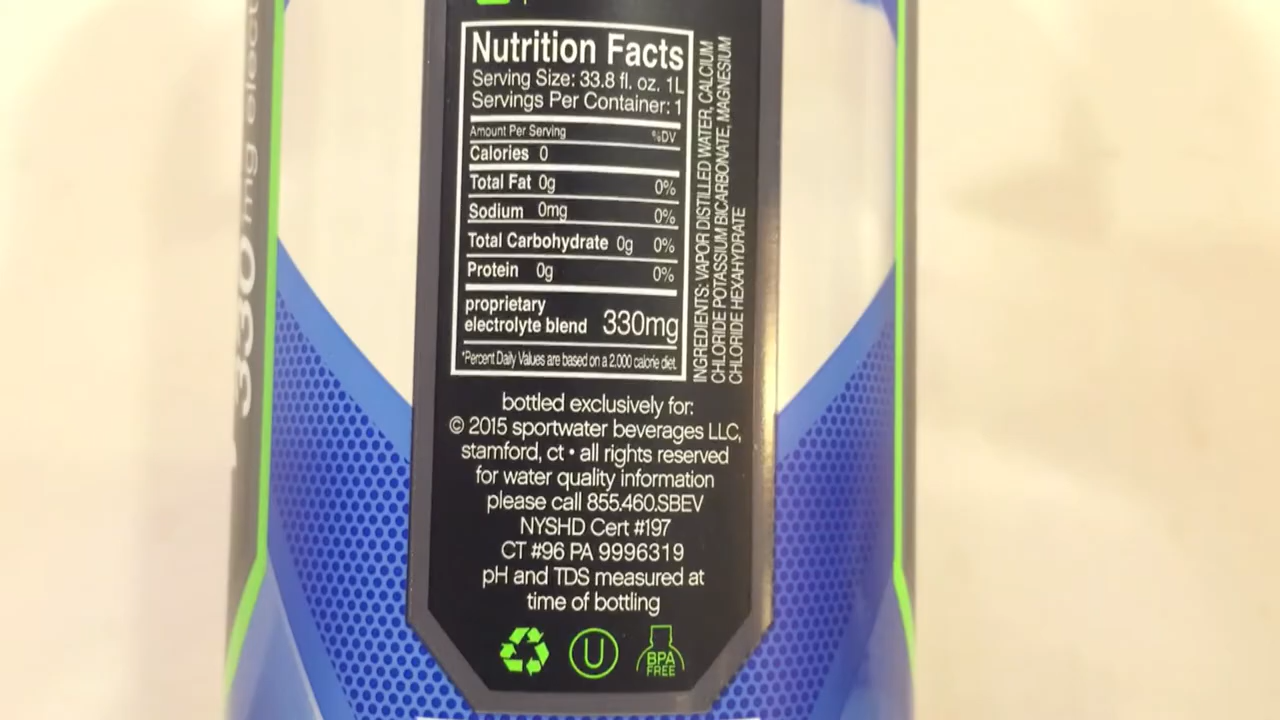 Nutrition Facts
Serving Size: 33.8 fl. oz. 1L
Servings Per Container: 1
Amount Per Serving %DV
Calories 0
Total Fat 0g 0%
Sodium 0mg 0%
Total Carbohydrate 0g 0%
Protein 0g 0%
proprietary
electrolyte blend 330mg
*Percent Daily Values are based on a 2,000 calorie diet.
INGREDIENTS: VAPOR DISTILLED WATER, CALCIUM
CHLORIDE POTASSIUM BICARBONATE, MAGNESIUM
CHLORIDE HEXAHYDRATE
bottled exclusively for:
© 2015 sportwater beverages LLC,
stamford, ct • all rights reserved
for water quality information
please call 855.460.SBEV
NYSHD Cert #197
CT #96 PA 9996319
pH and TDS measured at
time of bottling
U
BPA
FREE
330mg